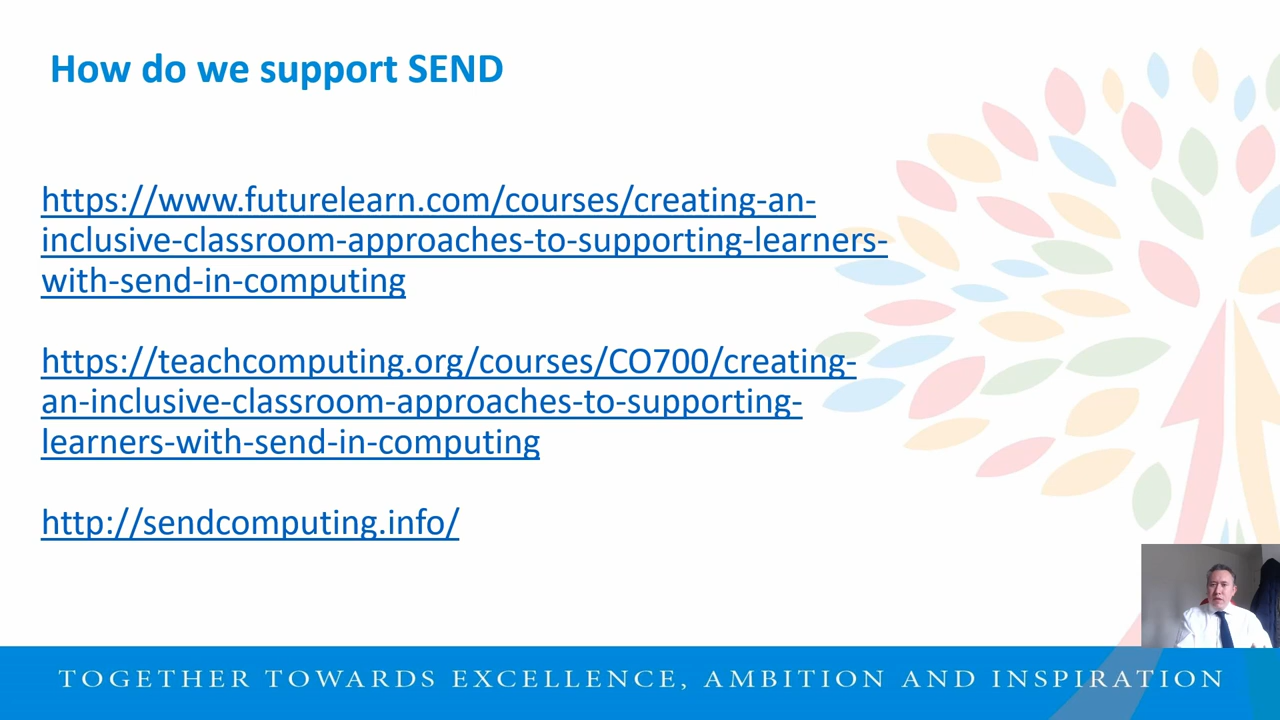 How do we support SEND
https://www.futurelearn.com/courses/creating-an-
inclusive-classroom-approaches-to-supporting-learners-
with-send-in-computing
https://teachcomputing.org/courses/CO700/creating-
an-inclusive-classroom-approaches-to-supporting-
learners-with-send-in-computing
http://sendcomputing.info/
TOGETHER TOWARDS EXCELLENCE, AMBITION AND INSPIRATION